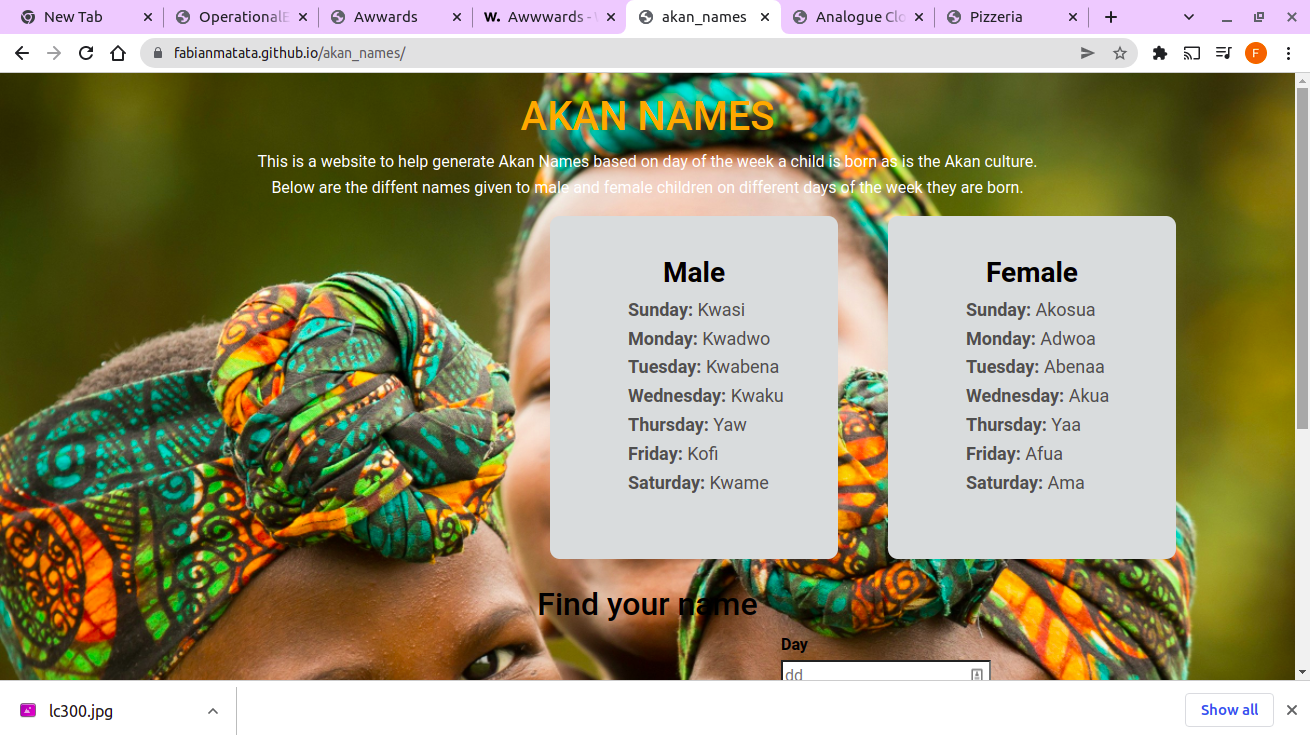 New Tab
OperationalE
Awwards
W. Awwwards - W
akan_names
Analogue Clo
Pizzeria
fabianmatata.github.io/akan_names/
F
AKAN NAMES
This is a website to help generate Akan Names based on day of the week a child is born as is the Akan culture.
Below are the diffent names given to male and female children on different days of the week they are born.
Male
Sunday: Kwasi
Monday: Kwadwo
Tuesday: Kwabena
Wednesday: Kwaku
Thursday: Yaw
Friday: Kofi
Saturday: Kwame
Female
Sunday: Akosua
Monday: Adwoa
Tuesday: Abenaa
Wednesday: Akua
Thursday: Yaa
Friday: Afua
Saturday: Ama
Find your name
Day
dd
lc300.jpg
Show all